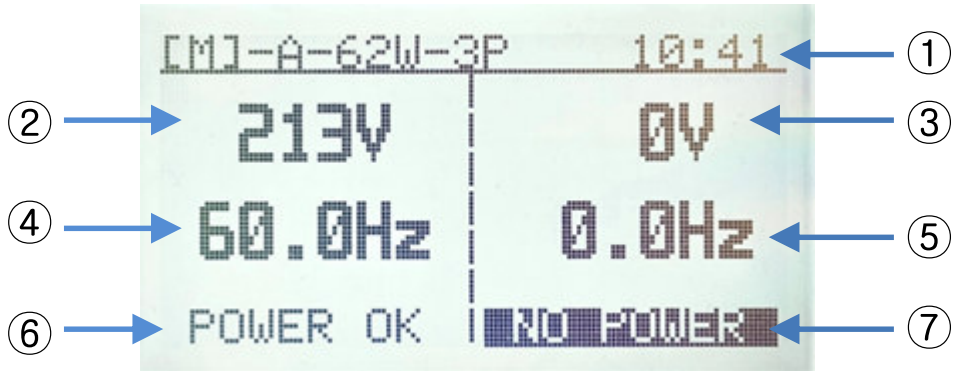 [M]-A-62W-3P 10:41 ①
② 213V 0V ③
④ 60.0Hz 0.0Hz ⑤
⑥ POWER OK NO POWER ⑦